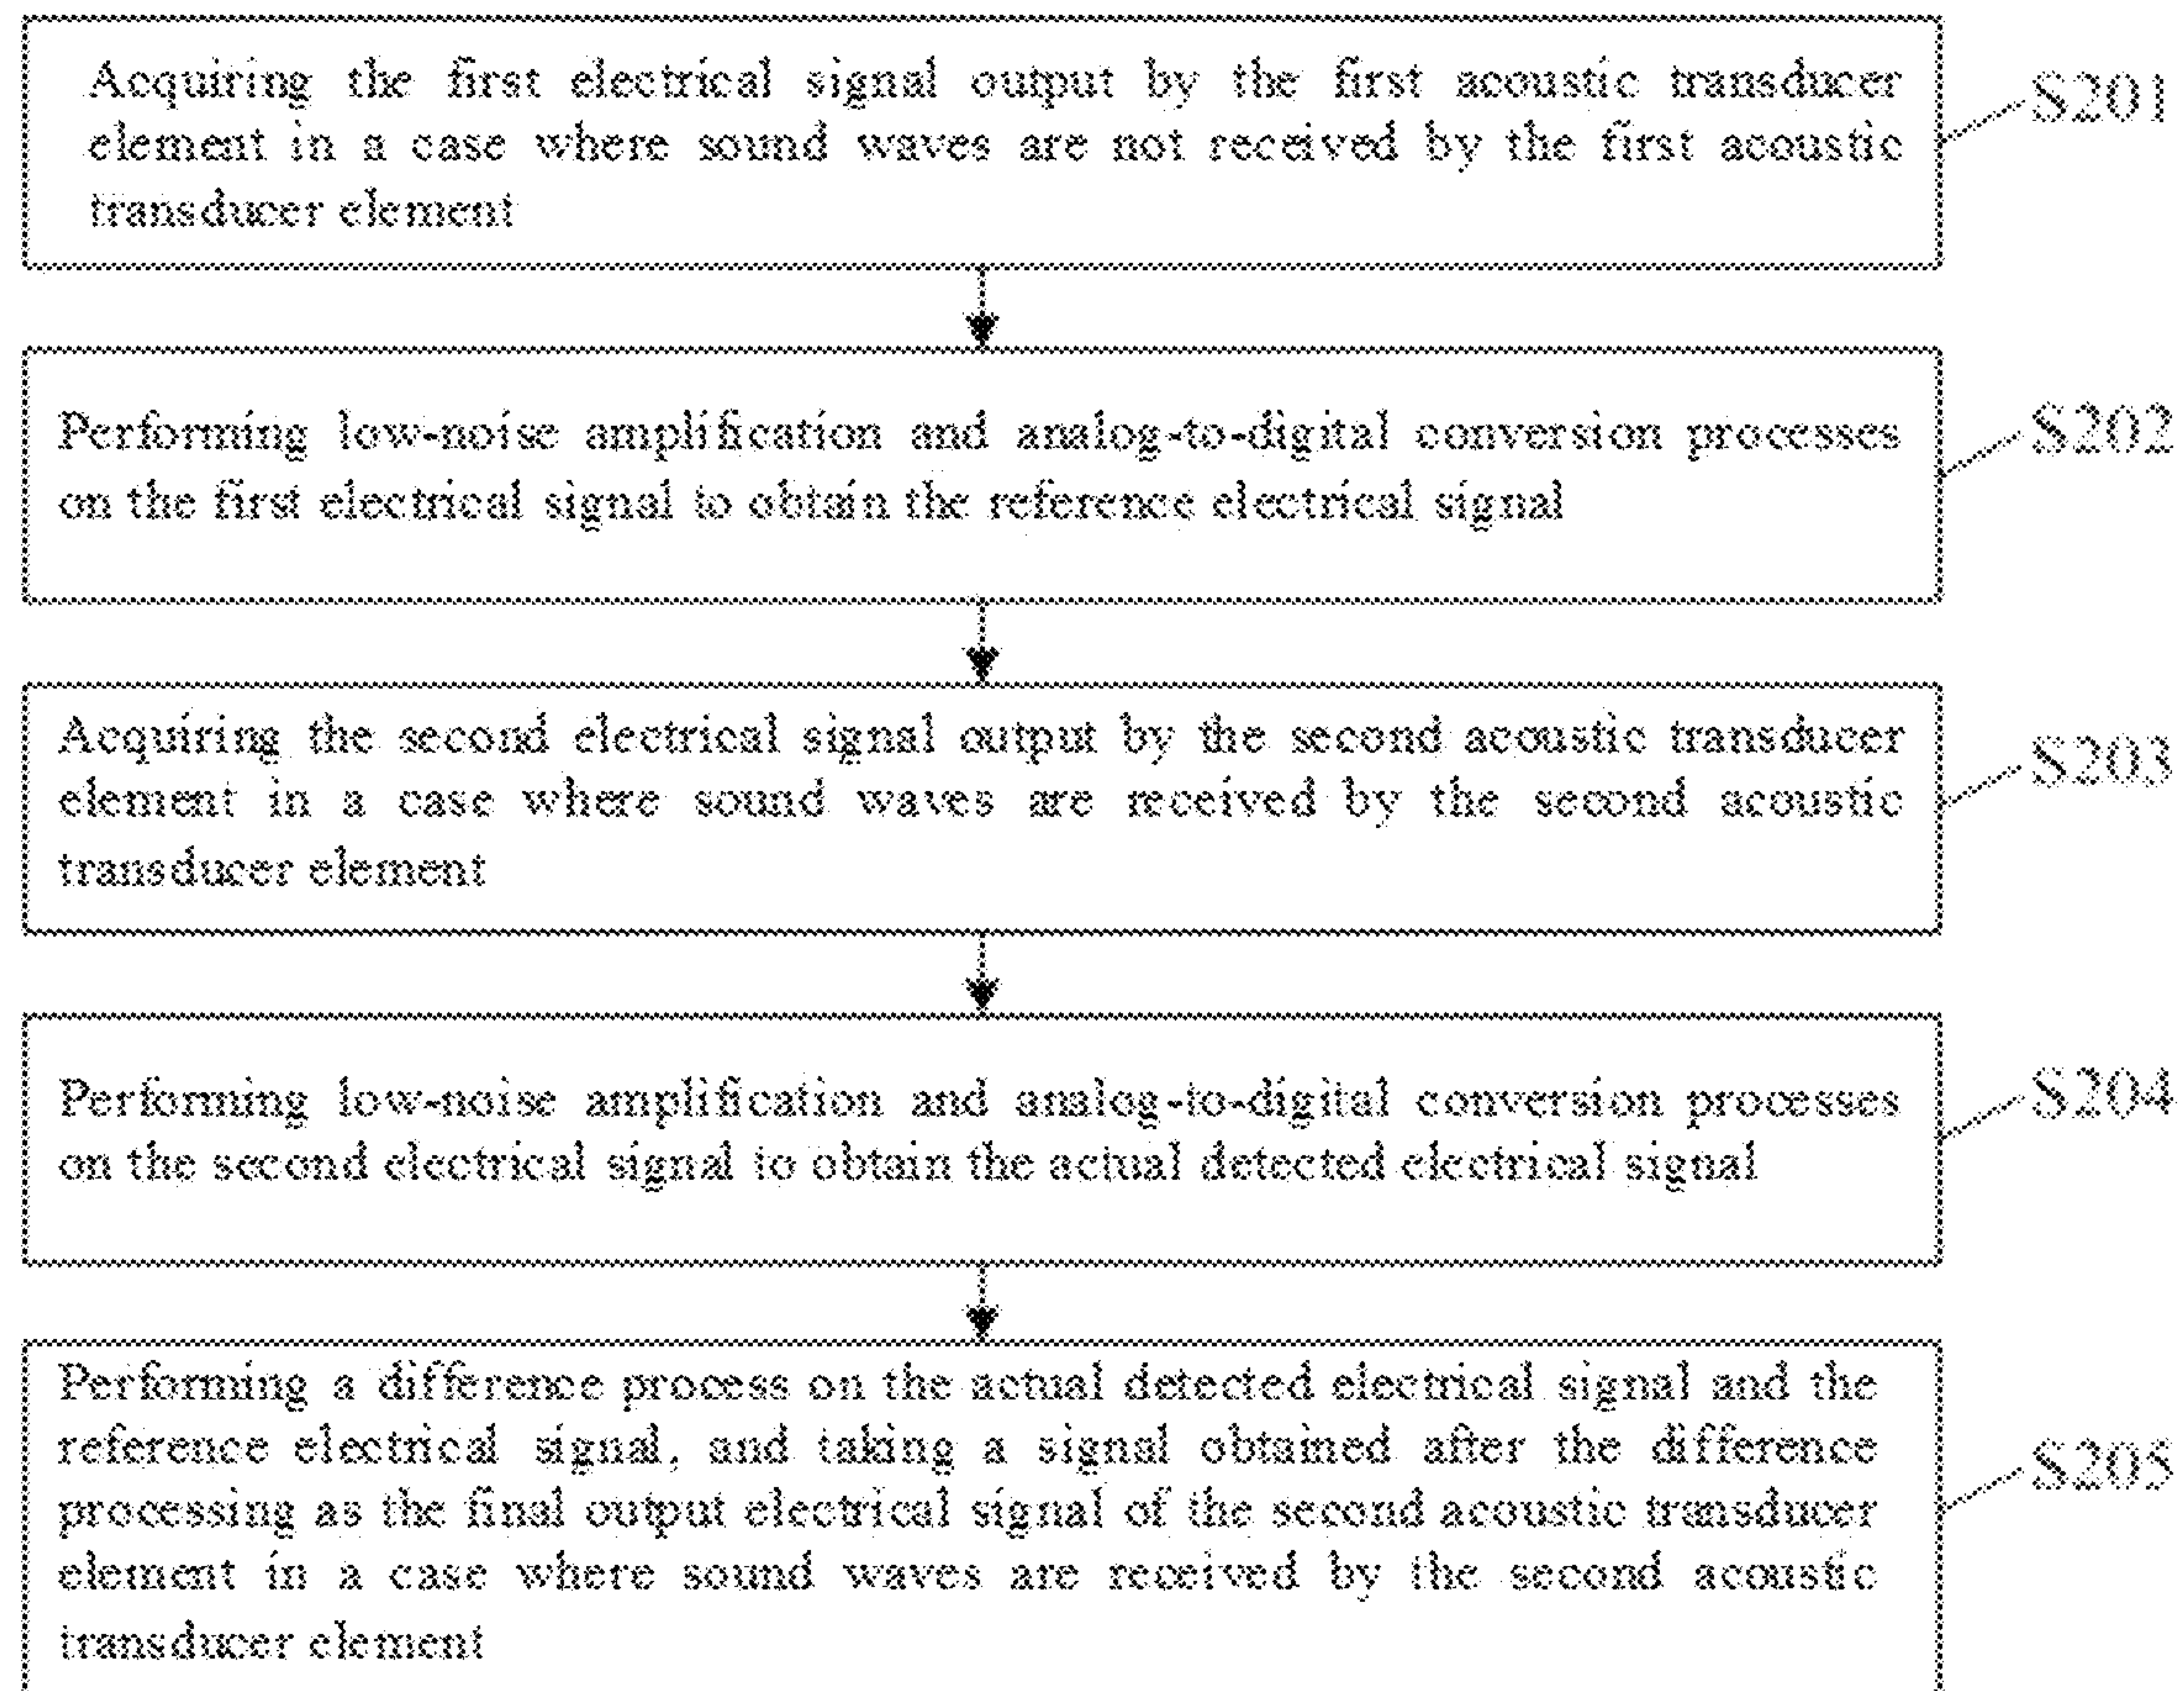 Acquiring the first electrical signal output by the first acoustic transducer
element in a case where sound waves are not received by the first acoustic
transducer element
S201
Performing low-noise amplification and analog-to-digital conversion processes
on the first electrical signal to obtain the reference electrical signal
S202
Acquiring the second electrical signal output by the second acoustic transducer
element in a case where sound waves are received by the second acoustic
transducer element
S203
Performing low-noise amplification and analog-to-digital conversion processes
on the second electrical signal to obtain the actual detected electrical signal
S204
Performing a difference process on the actual detected electrical signal and the
reference electrical signal, and taking a signal obtained after the difference
processing as the final output electrical signal of the second acoustic transducer
element in a case where sound waves are received by the second acoustic
transducer element
S205